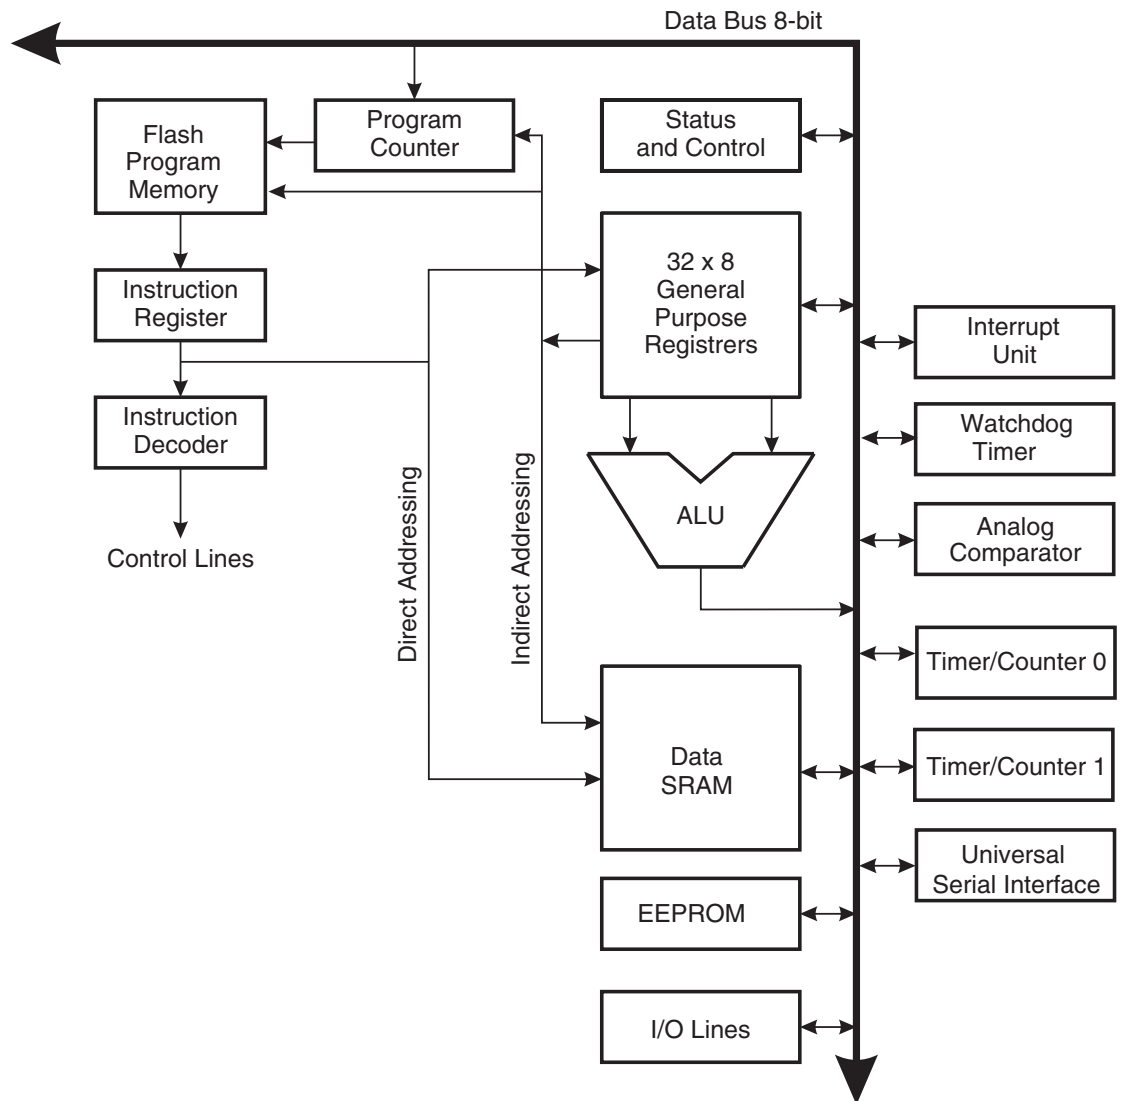 Data Bus 8-bit
Flash
Program
Memory
Program
Counter
Status
and Control
32 x 8
General
Purpose
Registrers
Instruction
Register
Interrupt
Unit
Instruction
Decoder
Watchdog
Timer
Direct Addressing
Indirect Addressing
ALU
Analog
Comparator
Control Lines
Timer/Counter 0
Data
SRAM
Timer/Counter 1
Universal
Serial Interface
EEPROM
I/O Lines